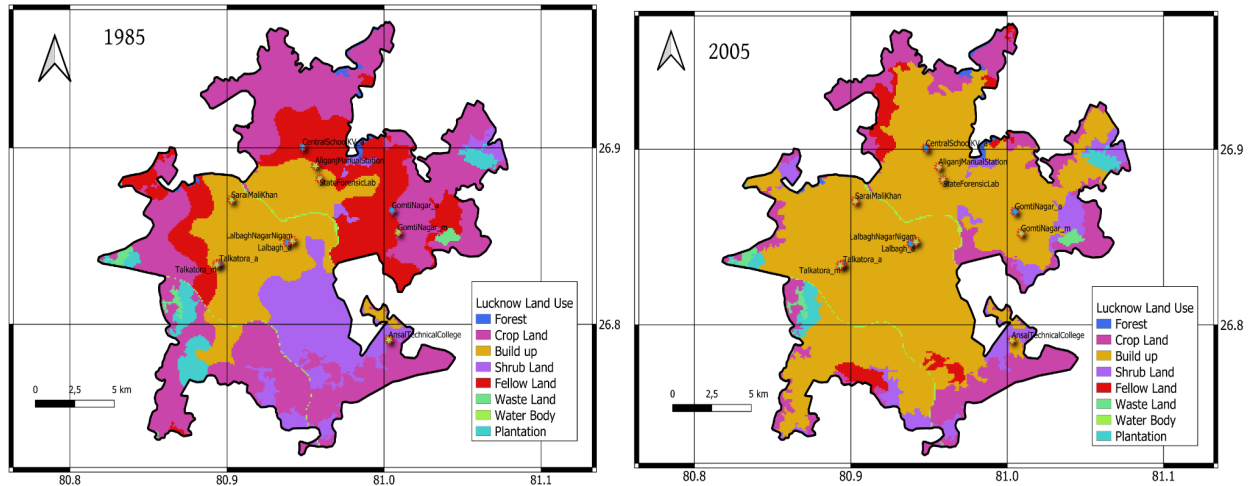 1985
CentralSchoolKV_a
AliganjManualStation
StateForensicLab
SaraiMaliKhan
GomtiNagar_a
GomtiNagar_m
LalbaghNagarNigam
Lalbagh_a
Talkatora_a
Talkatora_m
AnsalTechnicalCollege
Lucknow Land Use
Forest
Crop Land
Build up
Shrub Land
Fellow Land
Waste Land
Water Body
Plantation
0 2,5 5 km
80.8 80.9 81.0 81.1
26.9
26.8
2005
CentralSchoolKV_a
AliganjManualStation
StateForensicLab
SaraiMaliKhan
GomtiNagar_a
GomtiNagar_m
LalbaghNagarNigam
Lalbagh_a
Talkatora_a
Talkatora_m
AnsalTechnicalCollege
Lucknow Land Use
Forest
Crop Land
Build up
Shrub Land
Fellow Land
Waste Land
Water Body
Plantation
0 2,5 5 km
80.8 80.9 81.0 81.1
26.9
26.8